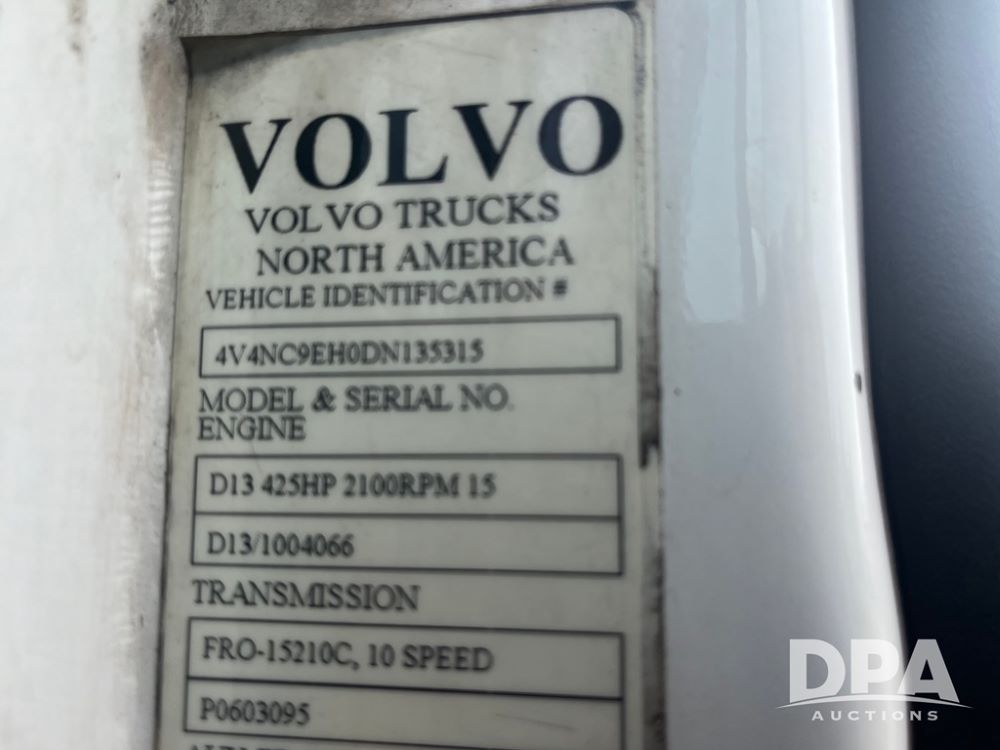 VOLVO
VOLVO TRUCKS
NORTH AMERICA
VEHICLE IDENTIFICATION #
4V4NC9EH0DN135315
MODEL & SERIAL NO.
ENGINE
D13 425HP 2100RPM 15
D13/1004066
TRANSMISSION
FRO-15210C, 10 SPEED
P0603095
DPA
AUCTIONS